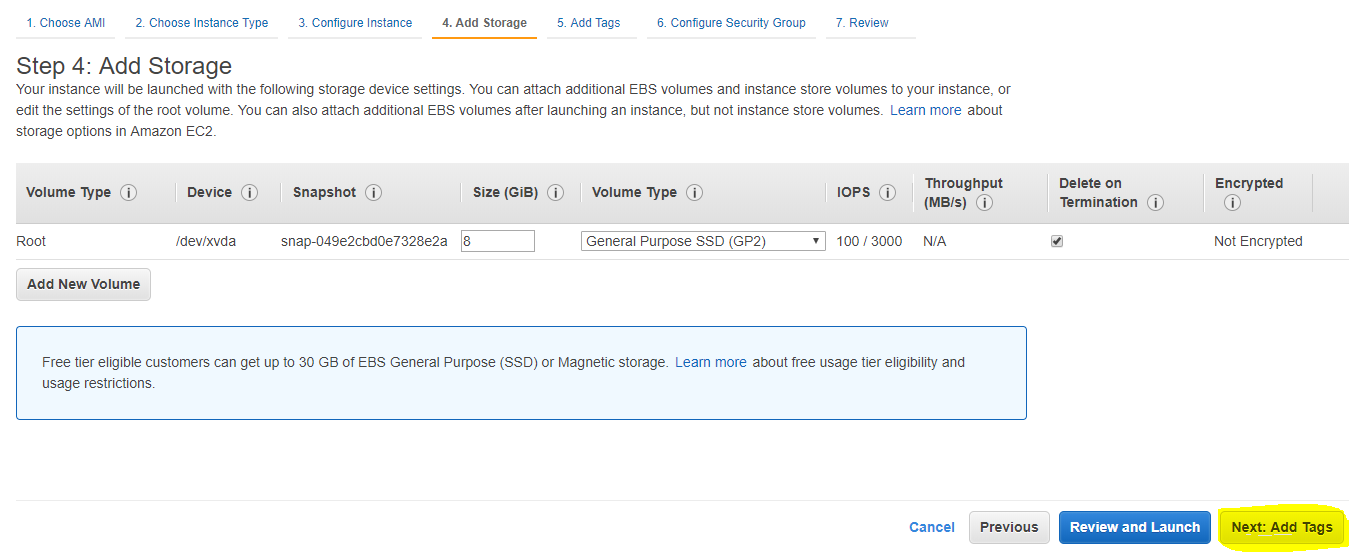 1. Choose AMI 2. Choose Instance Type 3. Configure Instance 4. Add Storage 5. Add Tags 6. Configure Security Group 7. Review
Step 4: Add Storage
Your instance will be launched with the following storage device settings. You can attach additional EBS volumes and instance store volumes to your instance, or
edit the settings of the root volume. You can also attach additional EBS volumes after launching an instance, but not instance store volumes. Learn more about
storage options in Amazon EC2.
Volume Type i Device i Snapshot i Size (GiB) i Volume Type i IOPS i Throughput (MB/s) i Delete on Termination i Encrypted i
Root /dev/xvda snap-049e2cbd0e7328e2a 8 General Purpose SSD (GP2) 100 / 3000 N/A Not Encrypted
Add New Volume
Free tier eligible customers can get up to 30 GB of EBS General Purpose (SSD) or Magnetic storage. Learn more about free usage tier eligibility and
usage restrictions.
Cancel Previous Review and Launch Next: Add Tags